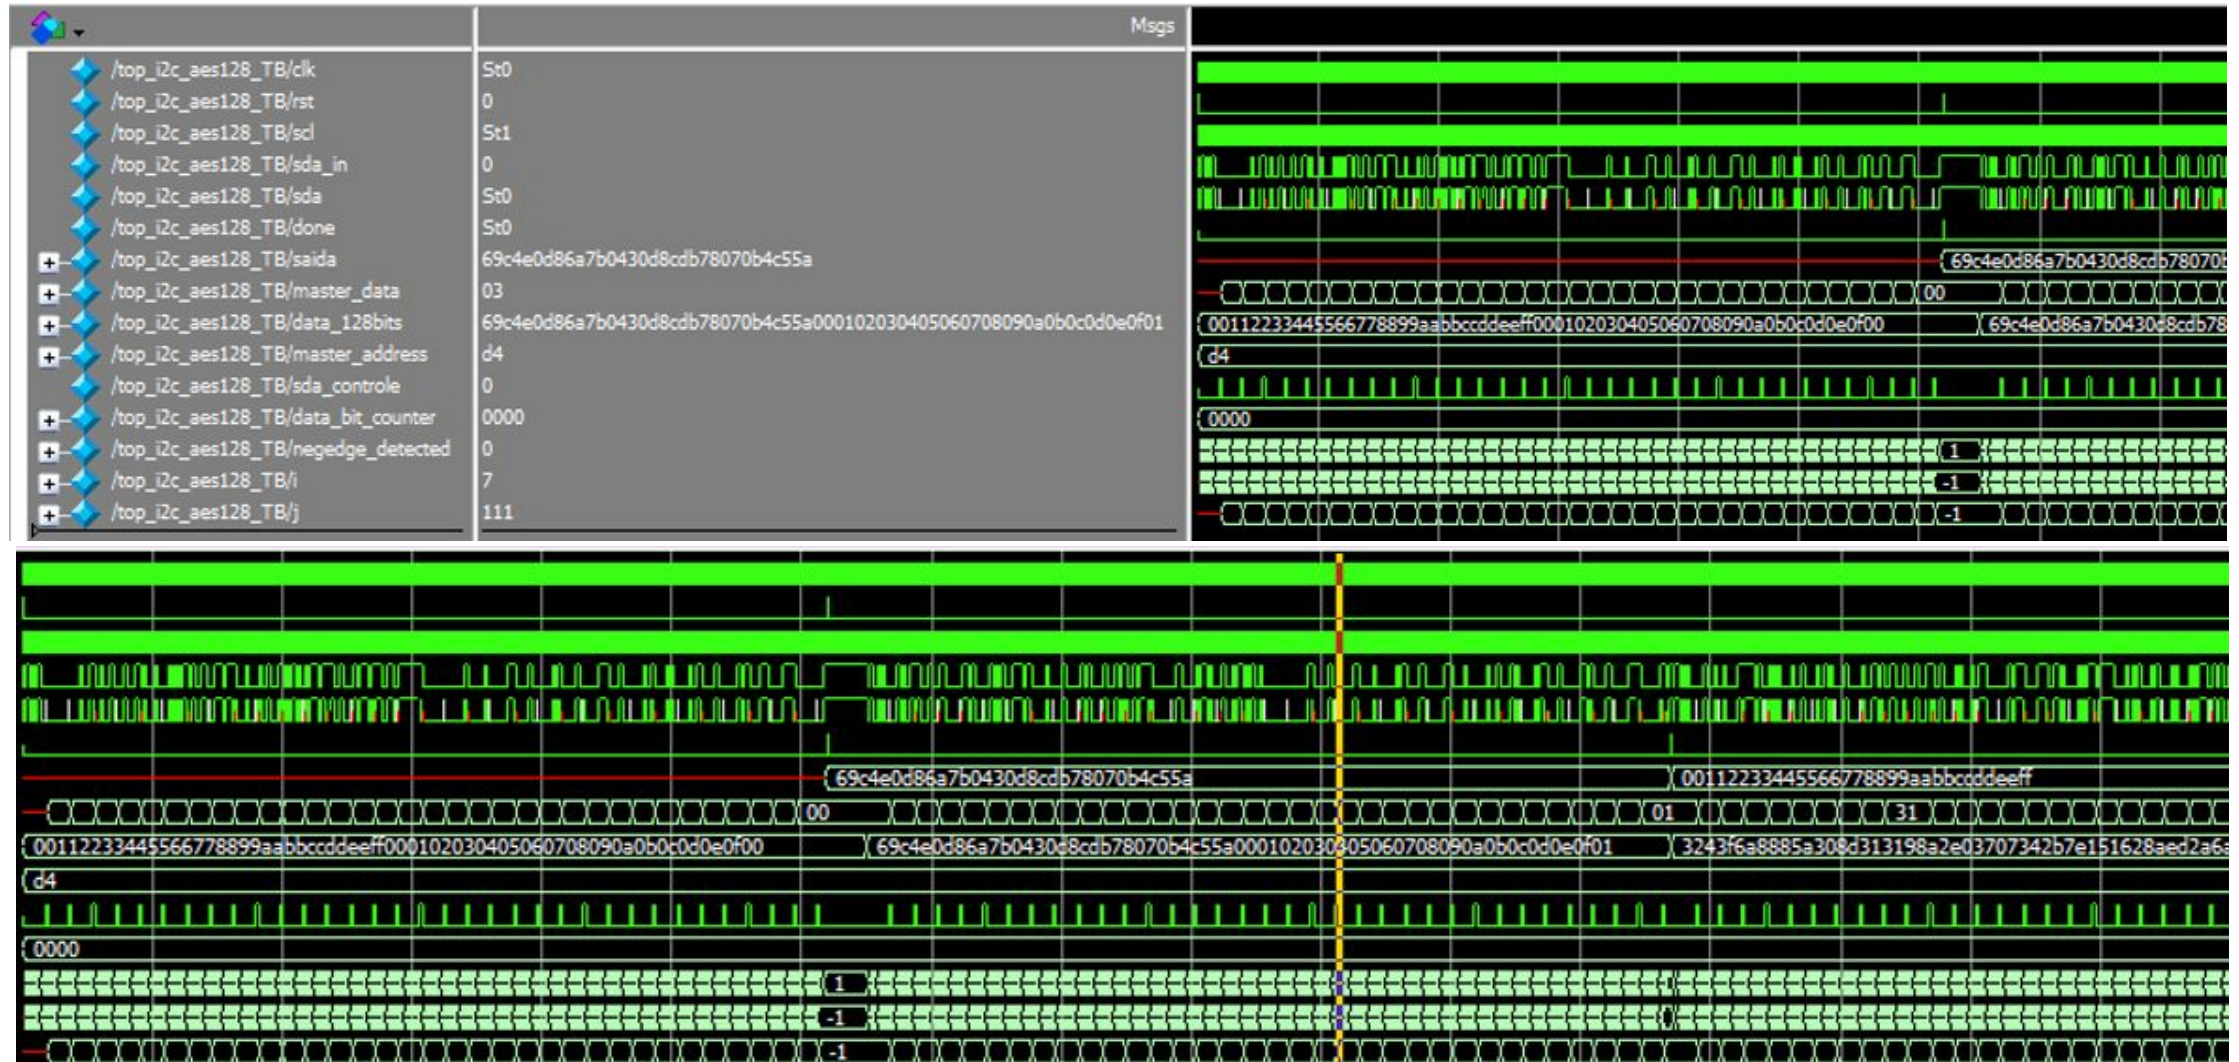 Msgs
/top_i2c_aes128_TB/clk St0
/top_i2c_aes128_TB/rst 0
/top_i2c_aes128_TB/scl St1
/top_i2c_aes128_TB/sda_in 0
/top_i2c_aes128_TB/sda St0
/top_i2c_aes128_TB/done St0
/top_i2c_aes128_TB/saida 69c4e0d86a7b0430d8cdb78070b4c55a 69c4e0d86a7b0430d8cdb78070b
/top_i2c_aes128_TB/master_data 03 00
/top_i2c_aes128_TB/data_128bits 69c4e0d86a7b0430d8cdb78070b4c55a000102030405060708090a0b0c0d0e0f01 00112233445566778899aabbccddeeff000102030405060708090a0b0c0d0e0f00 69c4e0d86a7b0430d8cdb78
/top_i2c_aes128_TB/master_address d4 d4
/top_i2c_aes128_TB/sda_controle 0
/top_i2c_aes128_TB/data_bit_counter 0000 0000
/top_i2c_aes128_TB/negedge_detected 0 1
/top_i2c_aes128_TB/i 7 -1
/top_i2c_aes128_TB/j 111 -1
69c4e0d86a7b0430d8cdb78070b4c55a 00112233445566778899aabbccddeeff
00 01 31
00112233445566778899aabbccddeeff000102030405060708090a0b0c0d0e0f00 69c4e0d86a7b0430d8cdb78070b4c55a000102030405060708090a0b0c0d0e0f01 3243f6a8885a308d313198a2e03707342b7e151628aed2a6a
d4
0000
1
-1
-1